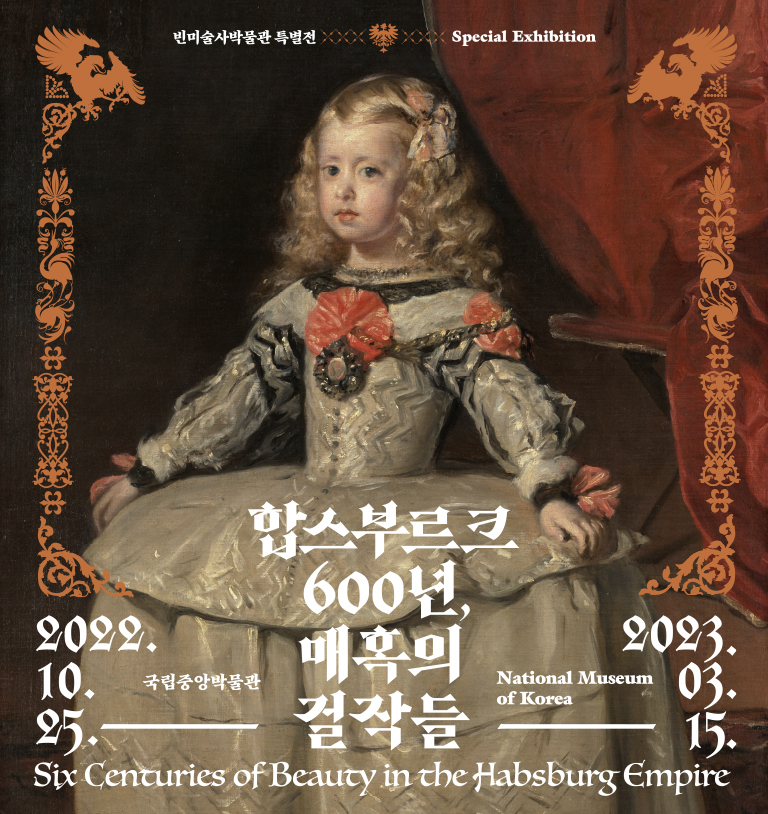 빈미술사박물관 특별전 Special Exhibition
합스부르크
600년,
매혹의
걸작들
2022.
10.
25.
국립중앙박물관
National Museum
of Korea
2023.
03.
15.
Six Centuries of Beauty in the Habsburg Empire